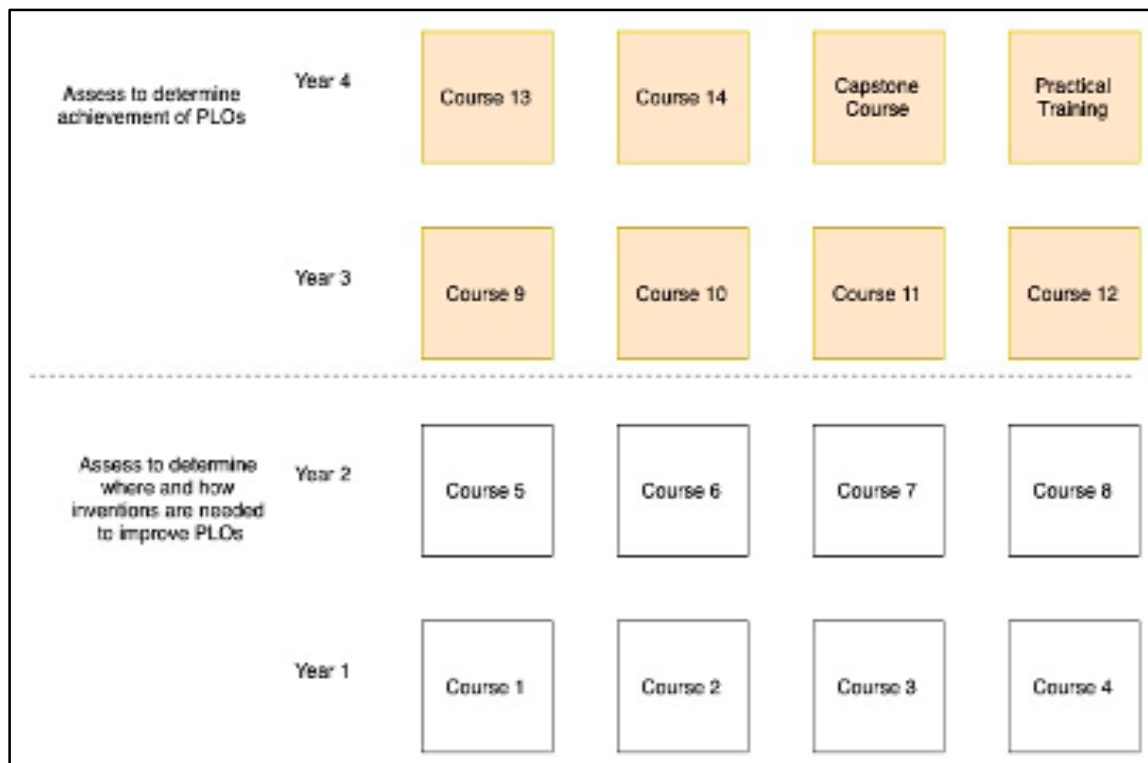 Assess to determine
achievement of PLOs
Year 4
Course 13
Course 14
Capstone
Course
Practical
Training
Year 3
Course 9
Course 10
Course 11
Course 12
Assess to determine
where and how
inventions are needed
to improve PLOs
Year 2
Course 5
Course 6
Course 7
Course 8
Year 1
Course 1
Course 2
Course 3
Course 4